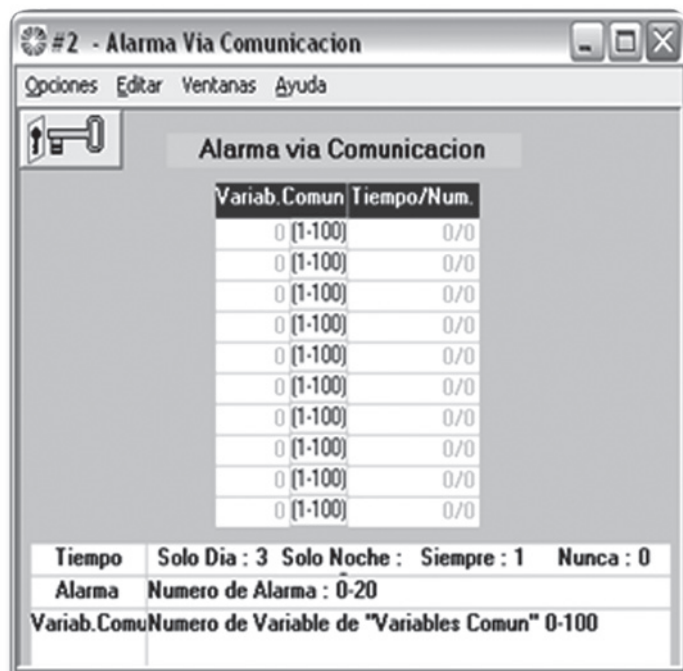 #2 - Alarma Via Comunicacion
Opciones Editar Ventanas Ayuda
Alarma via Comunicacion
Variab.Comun Tiempo/Num.
0 (1-100) 0/0
0 (1-100) 0/0
0 (1-100) 0/0
0 (1-100) 0/0
0 (1-100) 0/0
0 (1-100) 0/0
0 (1-100) 0/0
0 (1-100) 0/0
0 (1-100) 0/0
0 (1-100) 0/0
Tiempo Solo Dia : 3 Solo Noche : Siempre : 1 Nunca : 0
Alarma Numero de Alarma : 0-20
Variab.Comu Numero de Variable de "Variables Comun" 0-100